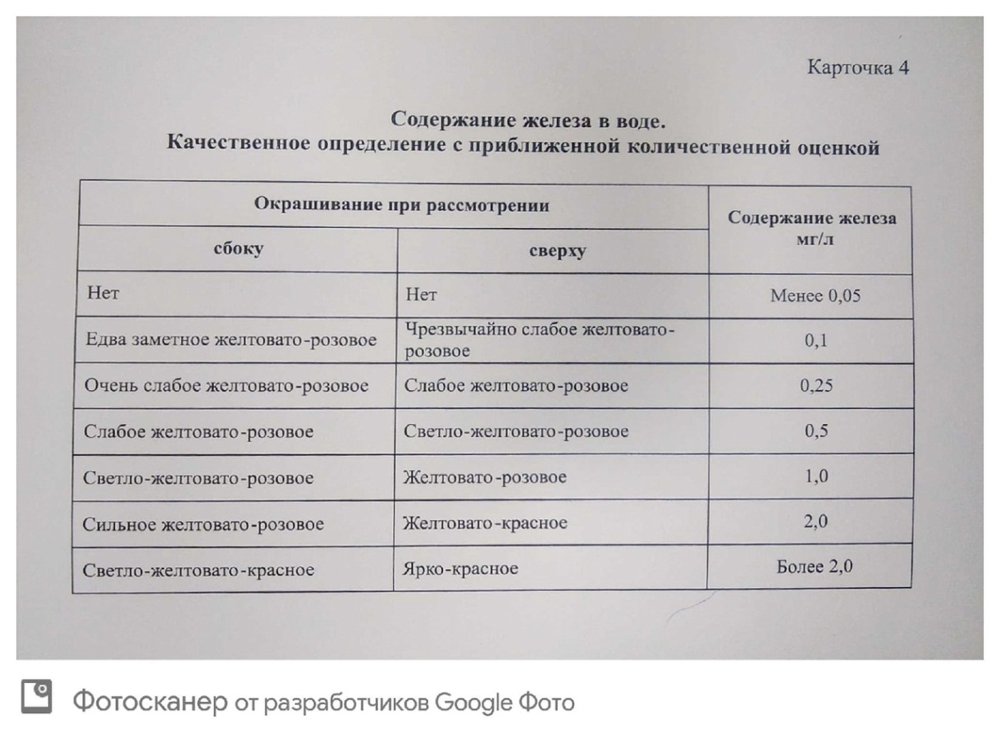 Карточка 4
Содержание железа в воде.
Качественное определение с приближенной количественной оценкой
Окрашивание при рассмотрении
Содержание железа
мг/л
сбоку
сверху
Нет
Нет
Менее 0,05
Едва заметное желтовато-розовое
Чрезвычайно слабое желтовато-
розовое
0,1
Очень слабое желтовато-розовое
Слабое желтовато-розовое
0,25
Слабое желтовато-розовое
Светло-желтовато-розовое
0,5
Светло-желтовато-розовое
Желтовато-розовое
1,0
Сильное желтовато-розовое
Желтовато-красное
2,0
Светло-желтовато-красное
Ярко-красное
Более 2,0
Фотосканер от разработчиков Google Фото